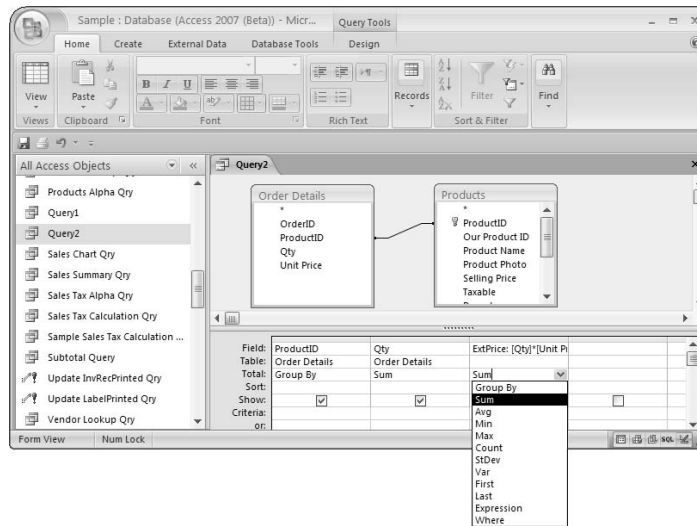 Sample : Database (Access 2007 (Beta)) - Micr... Query Tools
Home Create External Data Database Tools Design
View Paste B I U Records Filter Find
Views Clipboard Font Rich Text Sort & Filter
All Access Objects
Products Alpha Qry
Query1
Query2
Sales Chart Qry
Sales Summary Qry
Sales Tax Alpha Qry
Sales Tax Calculation Qry
Sample Sales Tax Calculation ...
Subtotal Query
Update InvRecPrinted Qry
Update LabelPrinted Qry
Vendor Lookup Qry
Query2
Order Details
*
OrderID
ProductID
Qty
Unit Price
Products
*
ProductID
Our Product ID
Product Name
Product Photo
Selling Price
Taxable
Field: ProductID Qty ExtPrice: [Qty]*[Unit Pr
Table: Order Details Order Details
Total: Group By Sum Sum
Sort:
Show:
Criteria:
or:
Group By
Sum
Avg
Min
Max
Count
StDev
Var
First
Last
Expression
Where
Form View Num Lock SQL